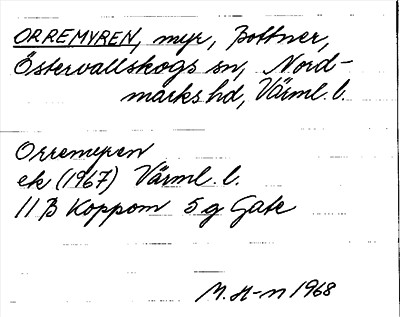 ORREMYREN, myr, Bottner,
Östervallskogs sn, Nord-
marks hd, Värml. l.
Orremyren
ek (1967) Värml. l.
11 B Koppom 5 g Gate
M. H-n 1968